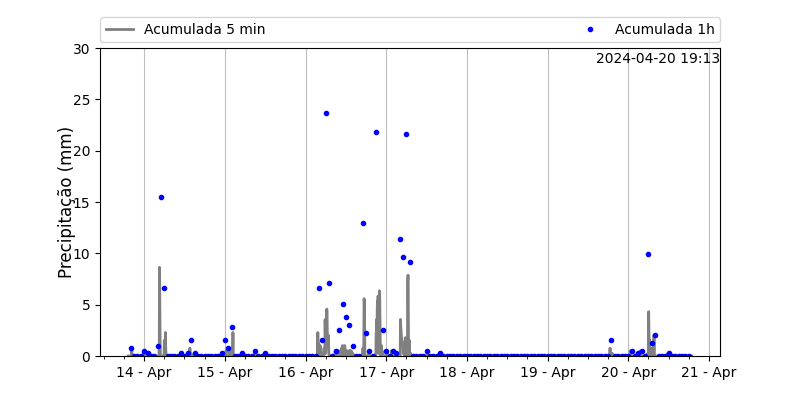 Acumulada 5 min
Acumulada 1h
2024-04-20 19:13
Precipitação (mm)
30
25
20
15
10
5
0
14 - Apr
15 - Apr
16 - Apr
17 - Apr
18 - Apr
19 - Apr
20 - Apr
21 - Apr